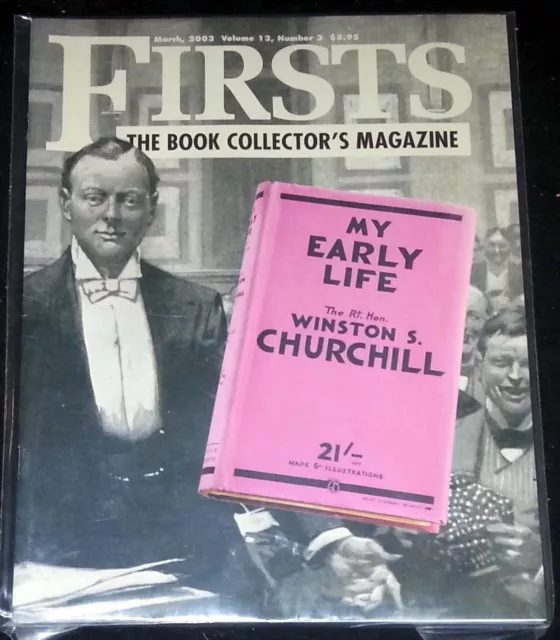 March, 2003 Volume 13, Number 3 $5.95
FIRSTS
THE BOOK COLLECTOR'S MAGAZINE
MY
EARLY
LIFE
The Rt. Hon.
WINSTON S.
CHURCHILL
21/- NET
MAPS & ILLUSTRATIONS